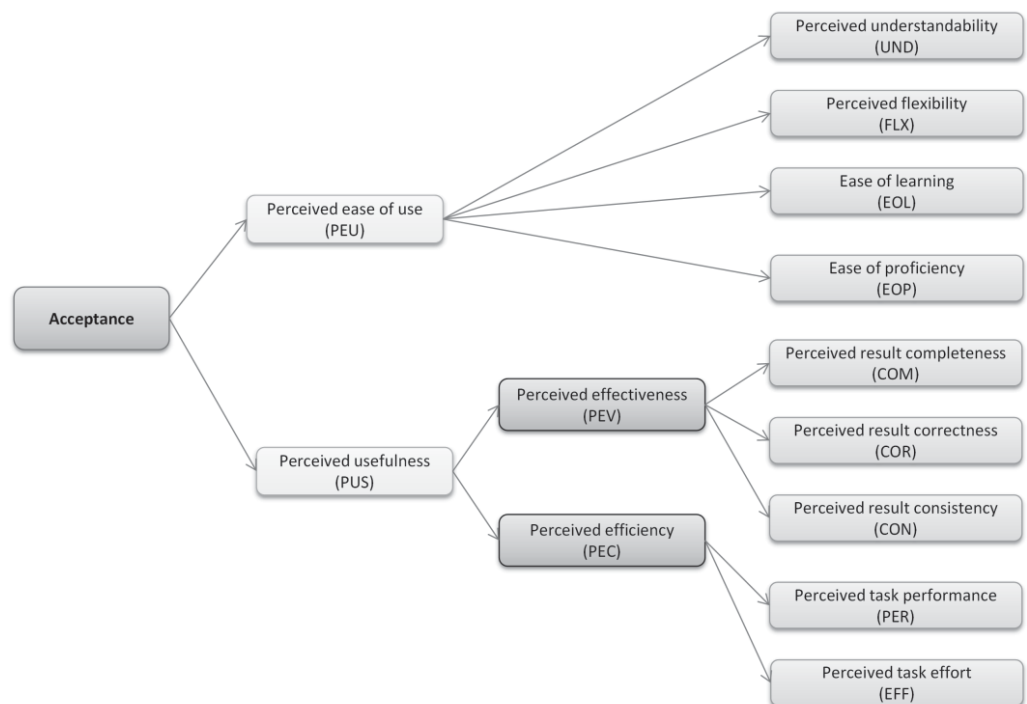 Perceived understandability
(UND)
Perceived flexibility
(FLX)
Ease of learning
(EOL)
Perceived ease of use
(PEU)
Ease of proficiency
(EOP)
Acceptance
Perceived result completeness
(COM)
Perceived effectiveness
(PEV)
Perceived result correctness
(COR)
Perceived usefulness
(PUS)
Perceived result consistency
(CON)
Perceived efficiency
(PEC)
Perceived task performance
(PER)
Perceived task effort
(EFF)